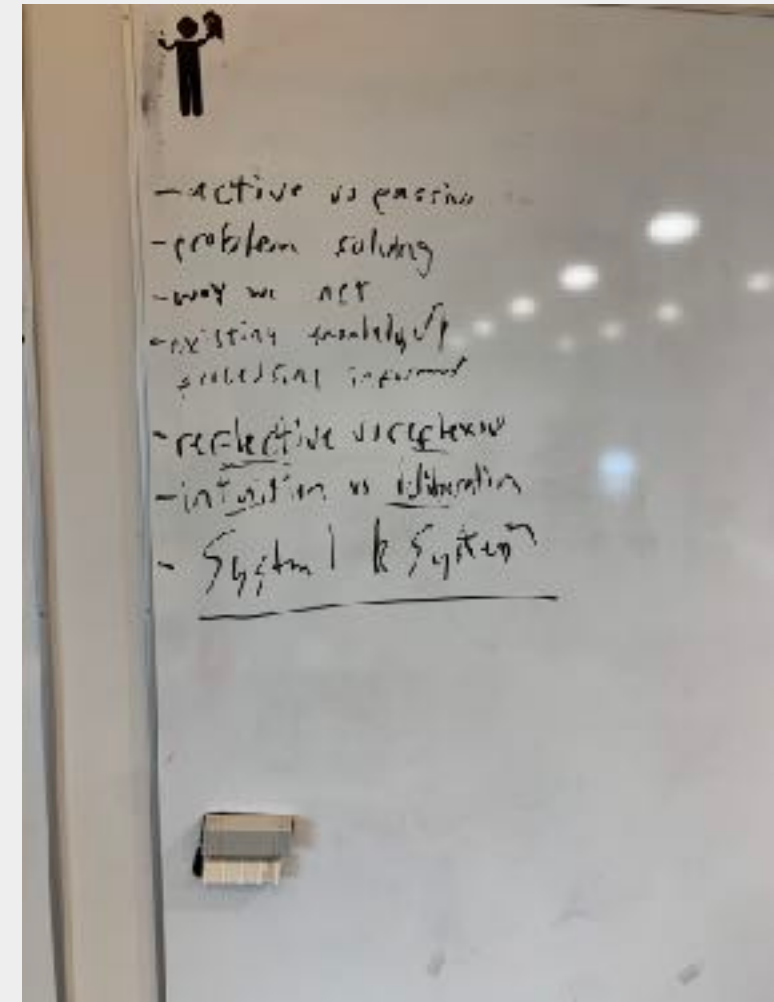 - active vs passive
- problem solving
- way we act
- existing knowledge
processing
- reflective vs reflexive
- intuition vs deliberation
- System 1 & System 2